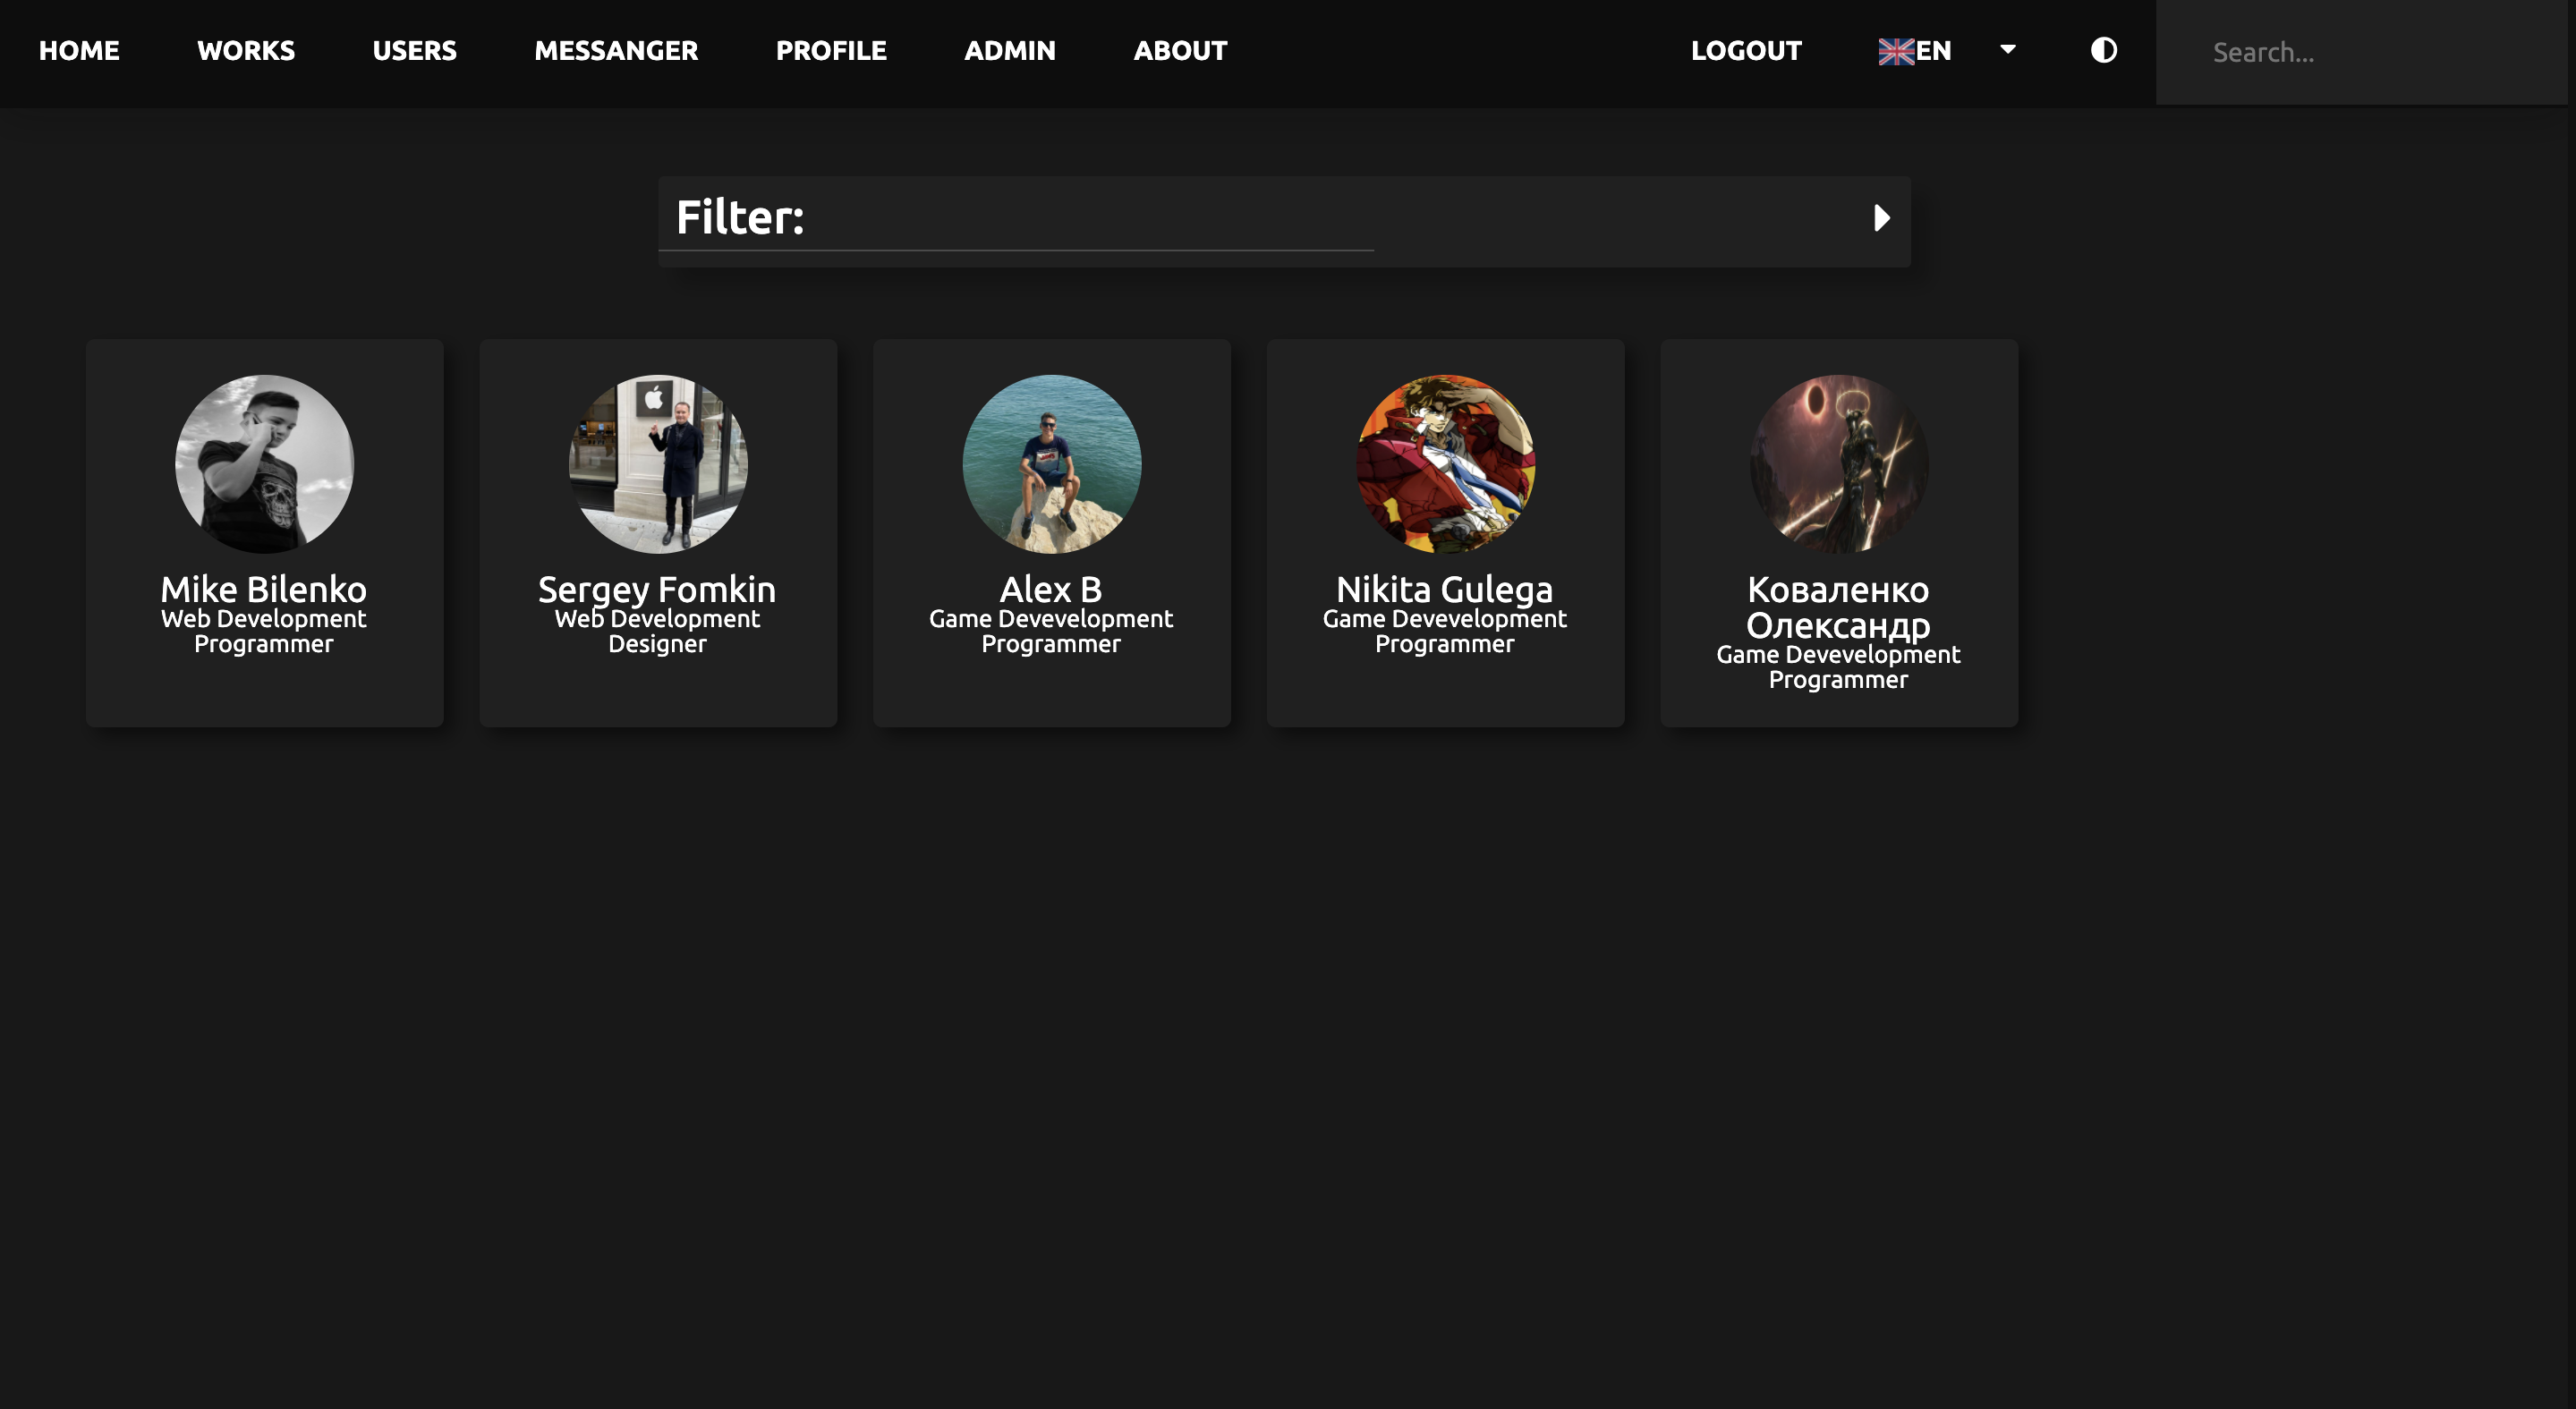 HOME WORKS USERS MESSANGER PROFILE ADMIN ABOUT LOGOUT EN Search...
Filter:
Mike Bilenko
Web Development
Programmer
Sergey Fomkin
Web Development
Designer
Alex B
Game Devevelopment
Programmer
Nikita Gulega
Game Devevelopment
Programmer
Коваленко
Олександр
Game Devevelopment
Programmer